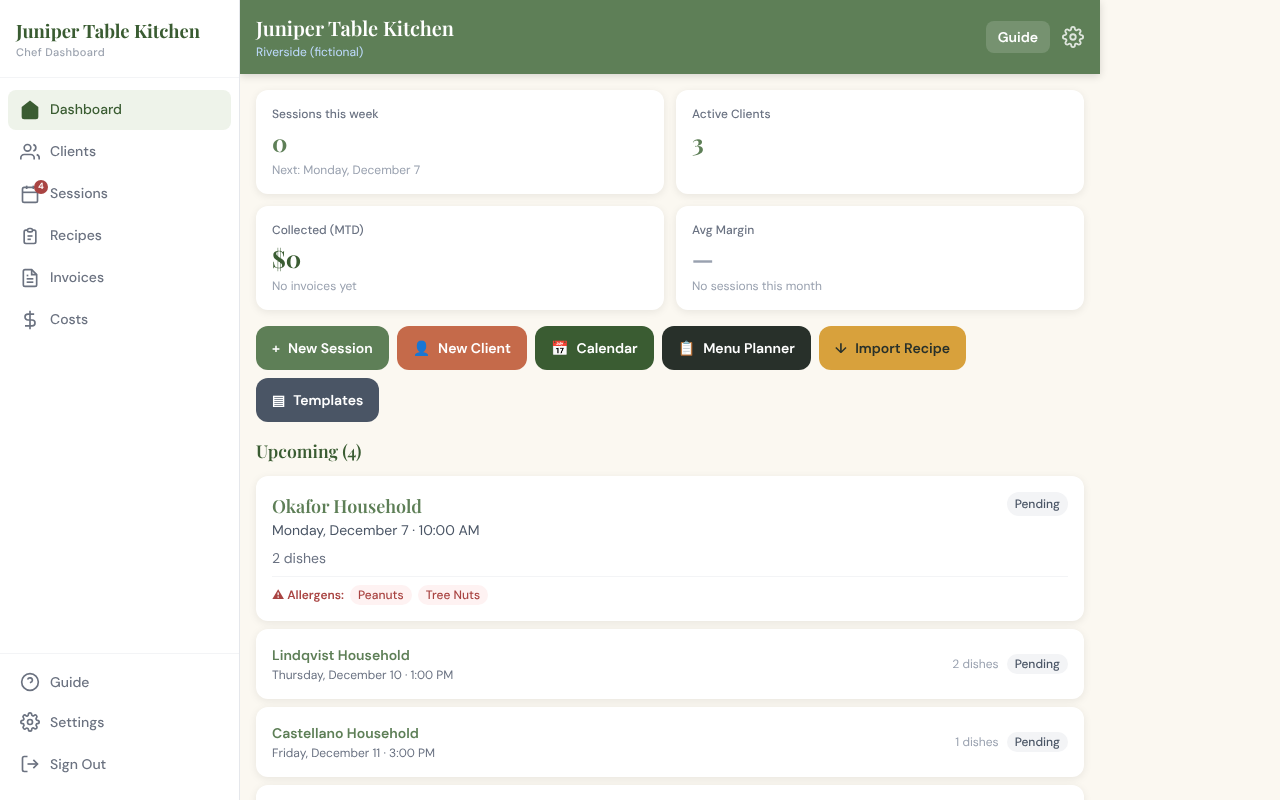 Juniper Table Kitchen
Chef Dashboard
Dashboard
Clients
4
Sessions
Recipes
Invoices
Costs
Guide
Settings
Sign Out
Juniper Table Kitchen
Riverside (fictional)
Guide
Sessions this week
0
Next: Monday, December 7
Active Clients
3
Collected (MTD)
$0
No invoices yet
Avg Margin
—
No sessions this month
+ New Session
New Client
Calendar
Menu Planner
↓ Import Recipe
Templates
Upcoming (4)
Okafor Household
Pending
Monday, December 7 · 10:00 AM
2 dishes
⚠ Allergens: Peanuts Tree Nuts
Lindqvist Household
Thursday, December 10 · 1:00 PM
2 dishes Pending
Castellano Household
Friday, December 11 · 3:00 PM
1 dishes Pending